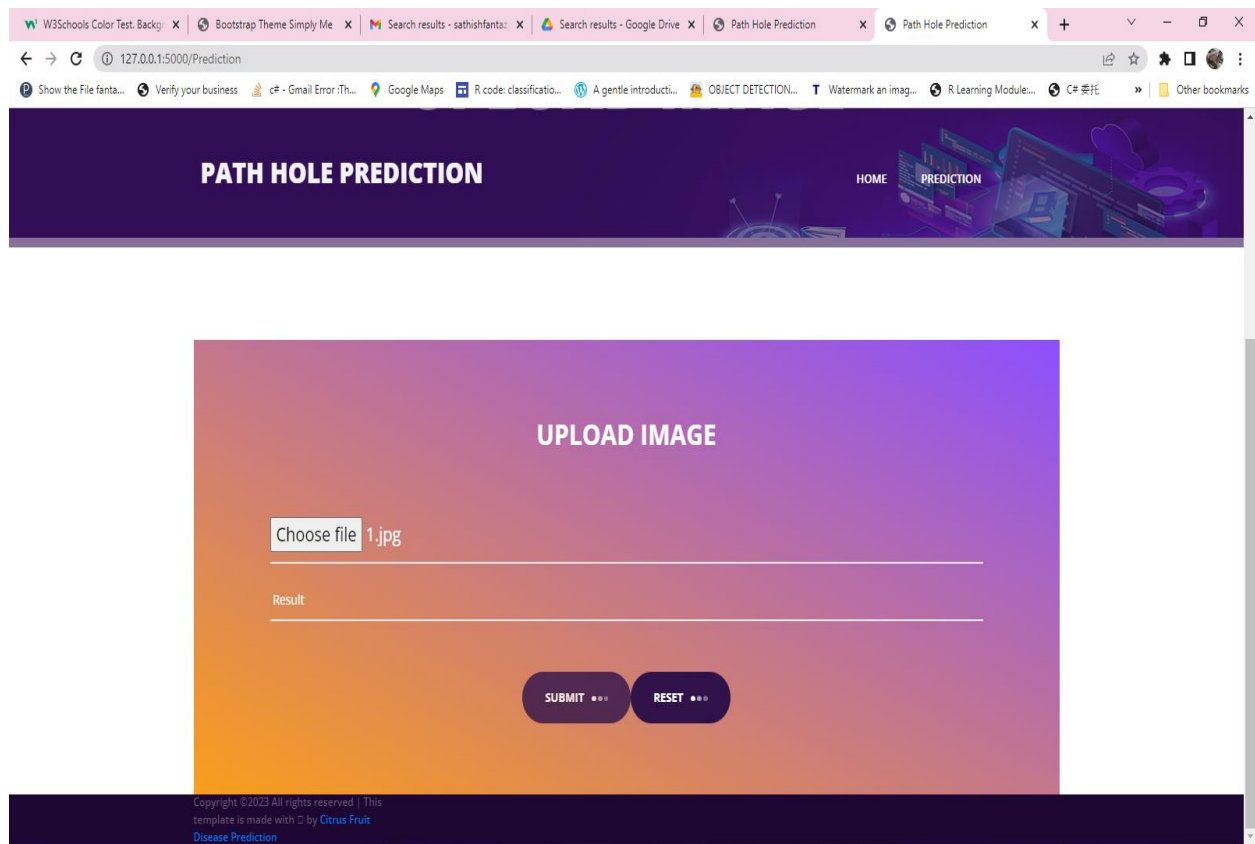 W3Schools Color Test. Backgr
Bootstrap Theme Simply Me
Search results - sathishfantaz
Search results - Google Drive
Path Hole Prediction
Path Hole Prediction
127.0.0.1:5000/Prediction
Show the File fanta...
Verify your business
c# - Gmail Error :Th...
Google Maps
R code: classificatio...
A gentle introducti...
OBJECT DETECTION...
Watermark an imag...
R Learning Module:...
C# 委托
»
Other bookmarks
UPLOAD IMAGE
PATH HOLE PREDICTION
HOME
PREDICTION
UPLOAD IMAGE
Choose file 1.jpg
Result
SUBMIT
RESET
Copyright ©2023 All rights reserved | This
template is made with by Citrus Fruit
Disease Prediction